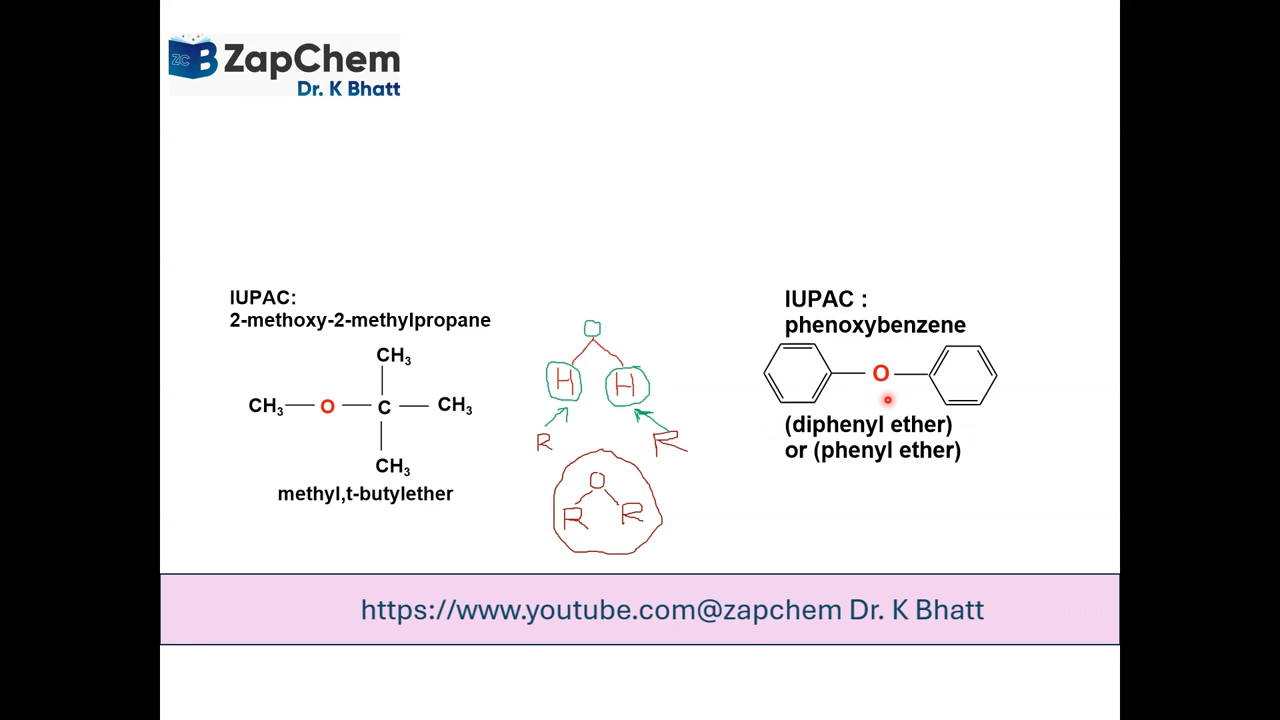 ZC B ZapChem
Dr. K Bhatt
IUPAC:
2-methoxy-2-methylpropane
CH3
CH3 O C CH3
CH3
methyl,t-butylether
O
H H
R R
O
R R
IUPAC :
phenoxybenzene
O
(diphenyl ether)
or (phenyl ether)
https://www.youtube.com@zapchem Dr. K Bhatt